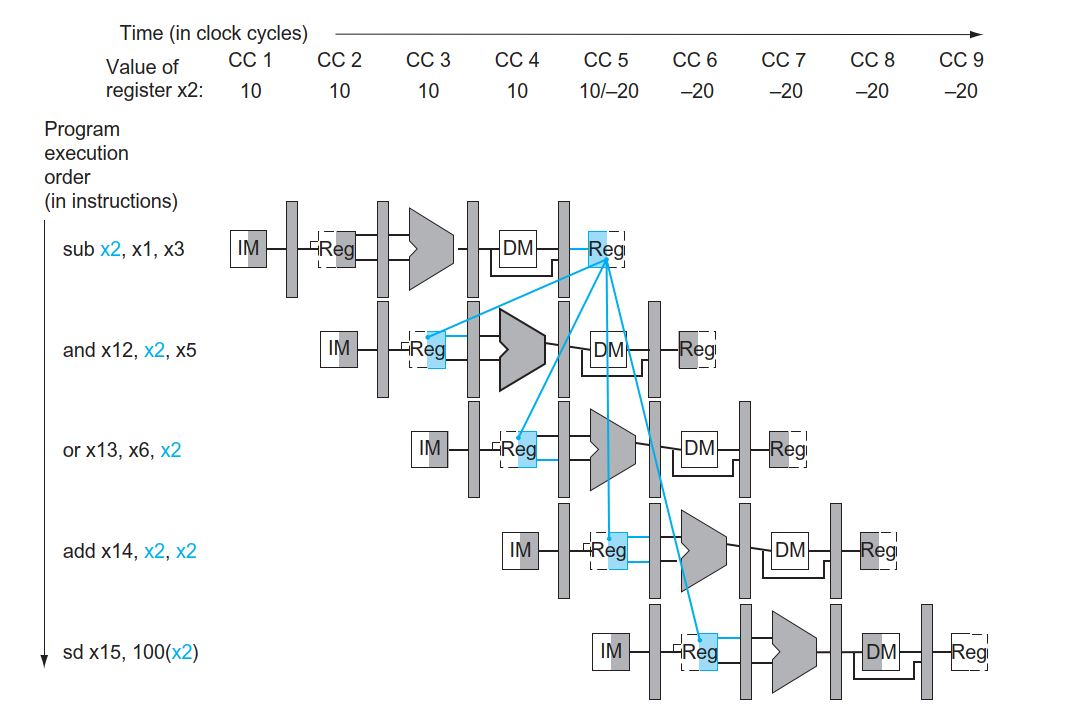 Time (in clock cycles)
CC 1 CC 2 CC 3 CC 4 CC 5 CC 6 CC 7 CC 8 CC 9
Value of
register x2: 10 10 10 10 10/–20 –20 –20 –20 –20
Program
execution
order
(in instructions)
sub x2, x1, x3 IM Reg DM Reg
and x12, x2, x5 IM Reg DM Reg
or x13, x6, x2 IM Reg DM Reg
add x14, x2, x2 IM Reg DM Reg
sd x15, 100(x2) IM Reg DM Reg